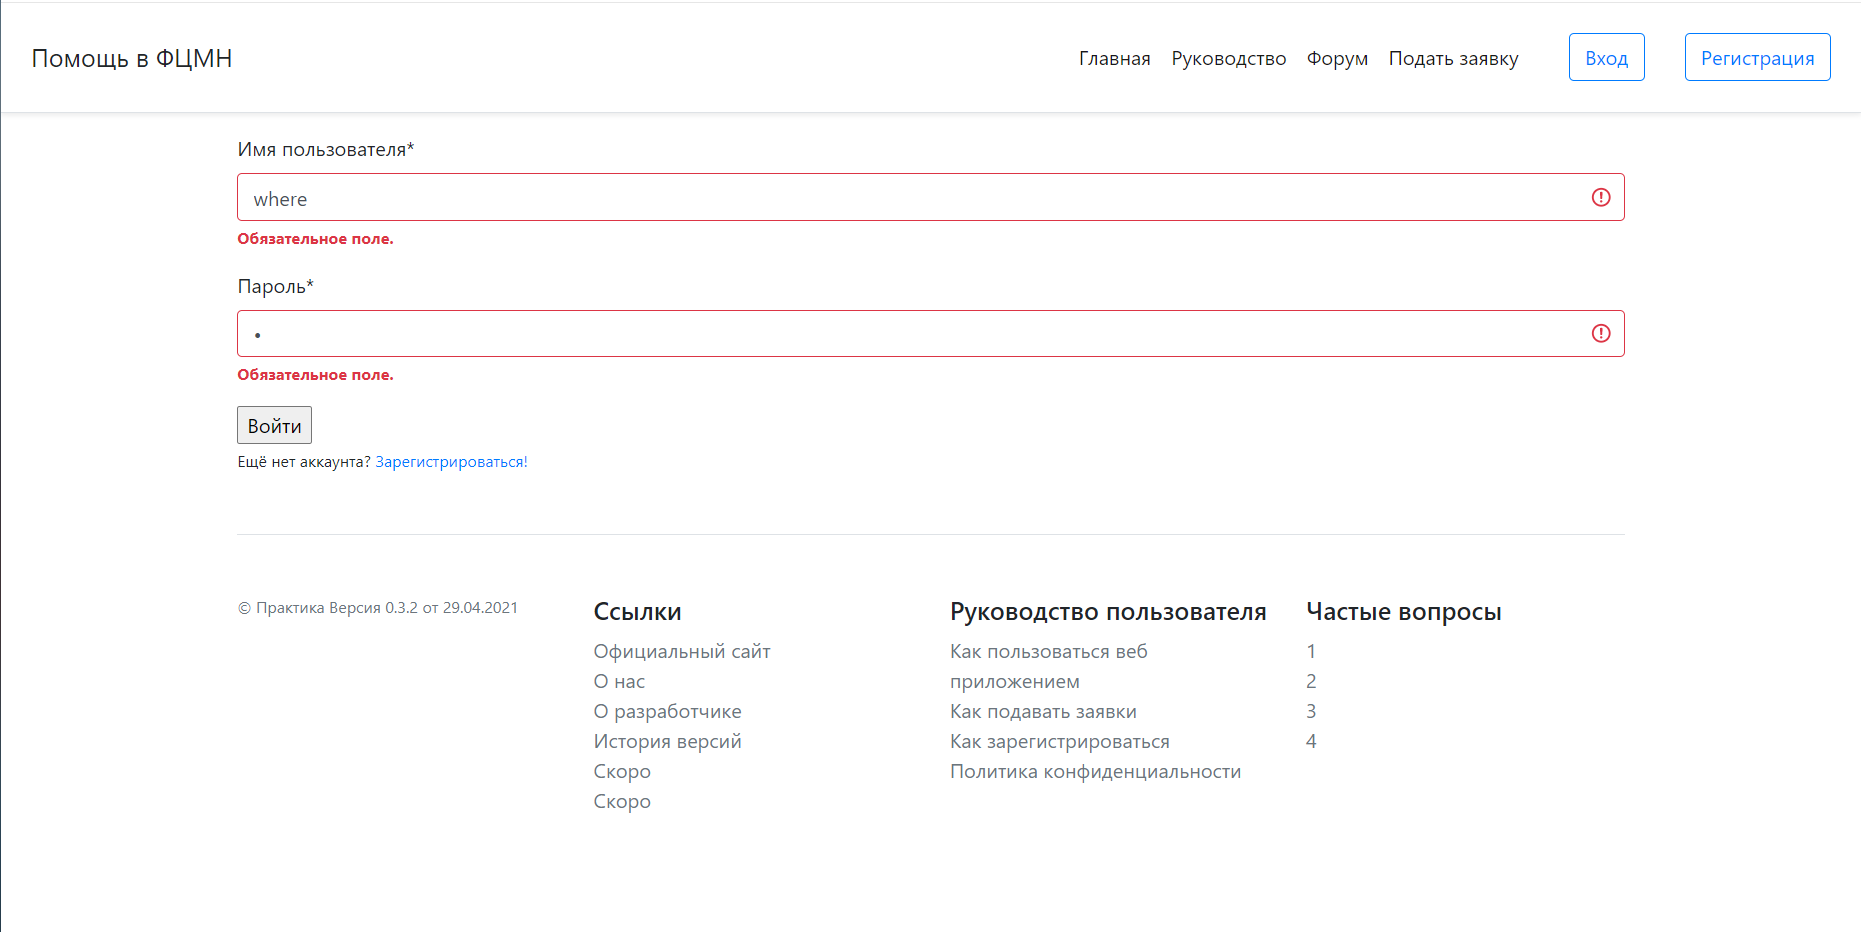 Помощь в ФЦМН
Главная Руководство Форум Подать заявку Вход Регистрация
Имя пользователя*
where
Обязательное поле.
Пароль*
•
Обязательное поле.
Войти
Ещё нет аккаунта? Зарегистрироваться!
© Практика Версия 0.3.2 от 29.04.2021
Ссылки
Официальный сайт
О нас
О разработчике
История версий
Скоро
Скоро
Руководство пользователя
Как пользоваться веб
приложением
Как подавать заявки
Как зарегистрироваться
Политика конфиденциальности
Частые вопросы
1
2
3
4